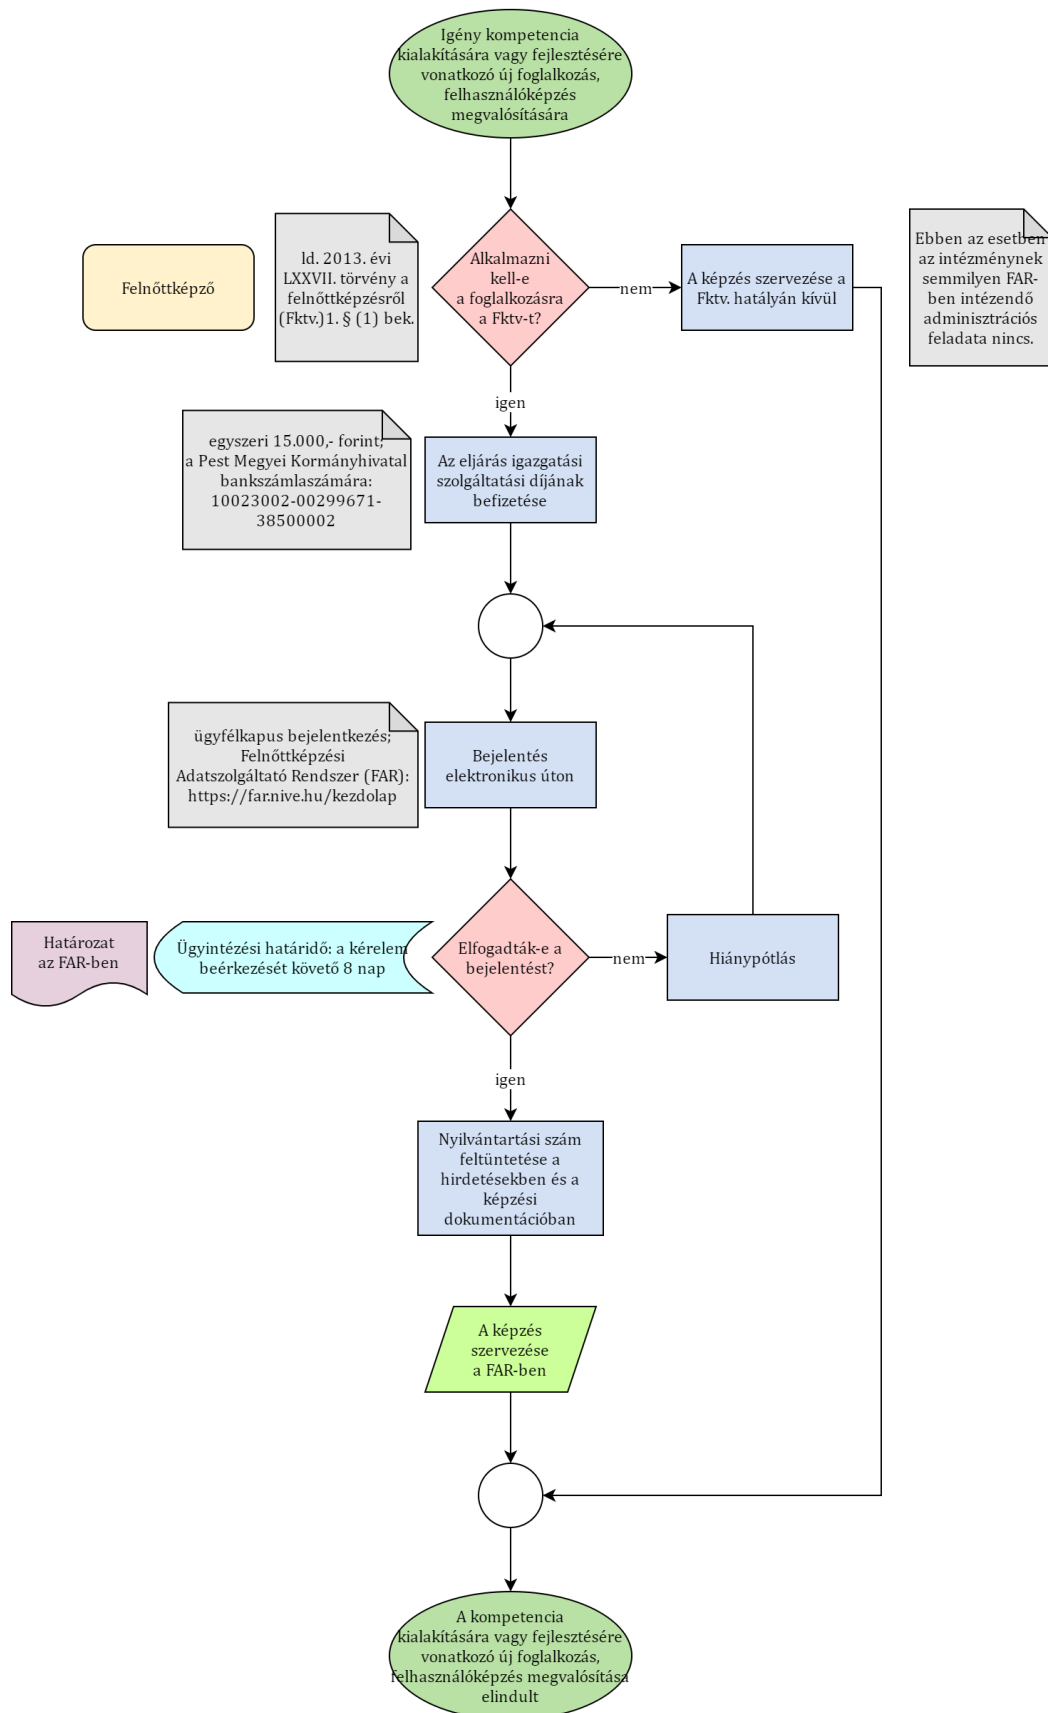 Igény kompetencia
kialakítására vagy fejlesztésére
vonatkozó új foglalkozás,
felhasználóképzés
megvalósítására
Felnőttképző
ld. 2013. évi
LXXVII. törvény a
felnőttképzésről
(Fktv.)1. § (1) bek.
Alkalmazni
kell-e
a foglalkozásra
a Fktv-t?
nem
A képzés szervezése a
Fktv. hatályán kívül
Ebben az esetben
az intézménynek
semmilyen FAR-
ben intézendő
adminisztrációs
feladata nincs.
igen
egyszeri 15.000,- forint;
a Pest Megyei Kormányhivatal
bankszámlaszámára:
10023002-00299671-
38500002
Az eljárás igazgatási
szolgáltatási díjának
befizetése
ügyfélkapus bejelentkezés;
Felnőttképzési
Adatszolgáltató Rendszer (FAR):
https://far.nive.hu/kezdolap
Bejelentés
elektronikus úton
Határozat
az FAR-ben
Ügyintézési határidő: a kérelem
beérkezését követő 8 nap
Elfogadták-e a
bejelentést?
nem
Hiánypótlás
igen
Nyilvántartási szám
feltüntetése a
hirdetésekben és a
képzési
dokumentációban
A képzés
szervezése
a FAR-ben
A kompetencia
kialakítására vagy fejlesztésére
vonatkozó új foglalkozás,
felhasználóképzés megvalósítása
elindult